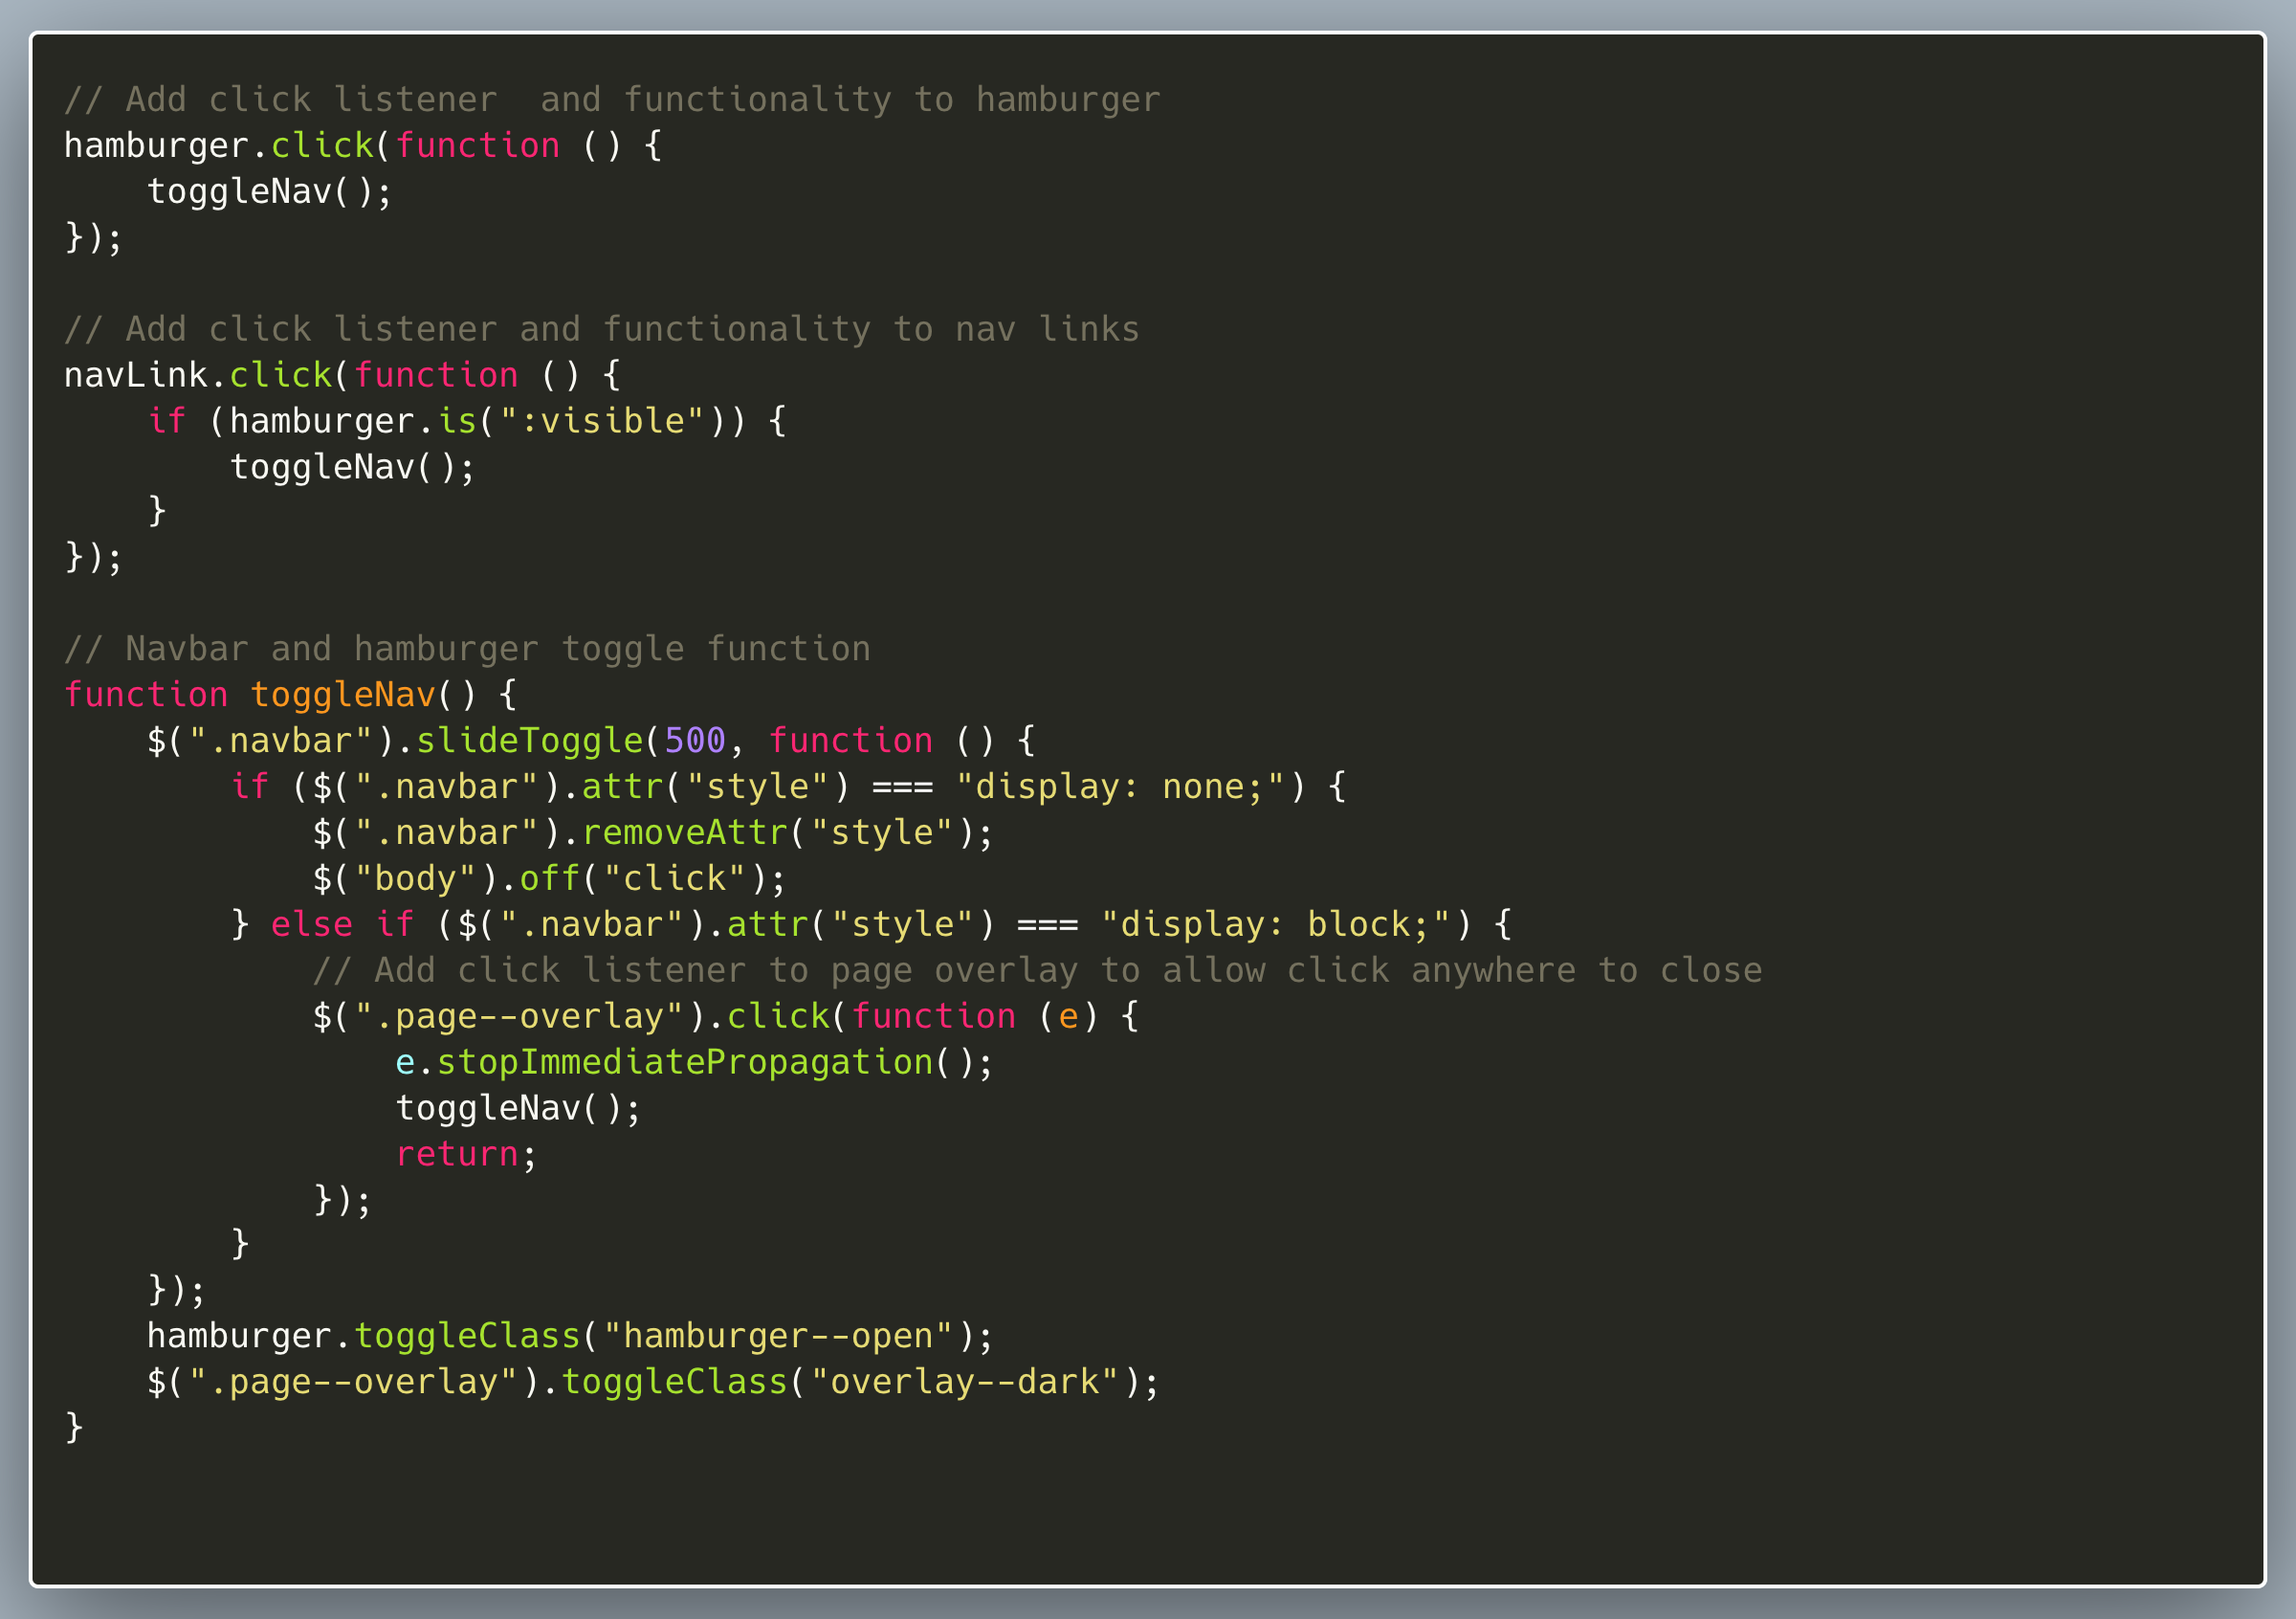 // Add click listener  and functionality to hamburger
hamburger.click(function () {
    toggleNav();
});

// Add click listener and functionality to nav links
navLink.click(function () {
    if (hamburger.is(":visible")) {
        toggleNav();
    }
});

// Navbar and hamburger toggle function
function toggleNav() {
    $(".navbar").slideToggle(500, function () {
        if ($(".navbar").attr("style") === "display: none;") {
            $(".navbar").removeAttr("style");
            $("body").off("click");
        } else if ($(".navbar").attr("style") === "display: block;") {
            // Add click listener to page overlay to allow click anywhere to close
            $(".page--overlay").click(function (e) {
                e.stopImmediatePropagation();
                toggleNav();
                return;
            });
        }
    });
    hamburger.toggleClass("hamburger--open");
    $(".page--overlay").toggleClass("overlay--dark");
}